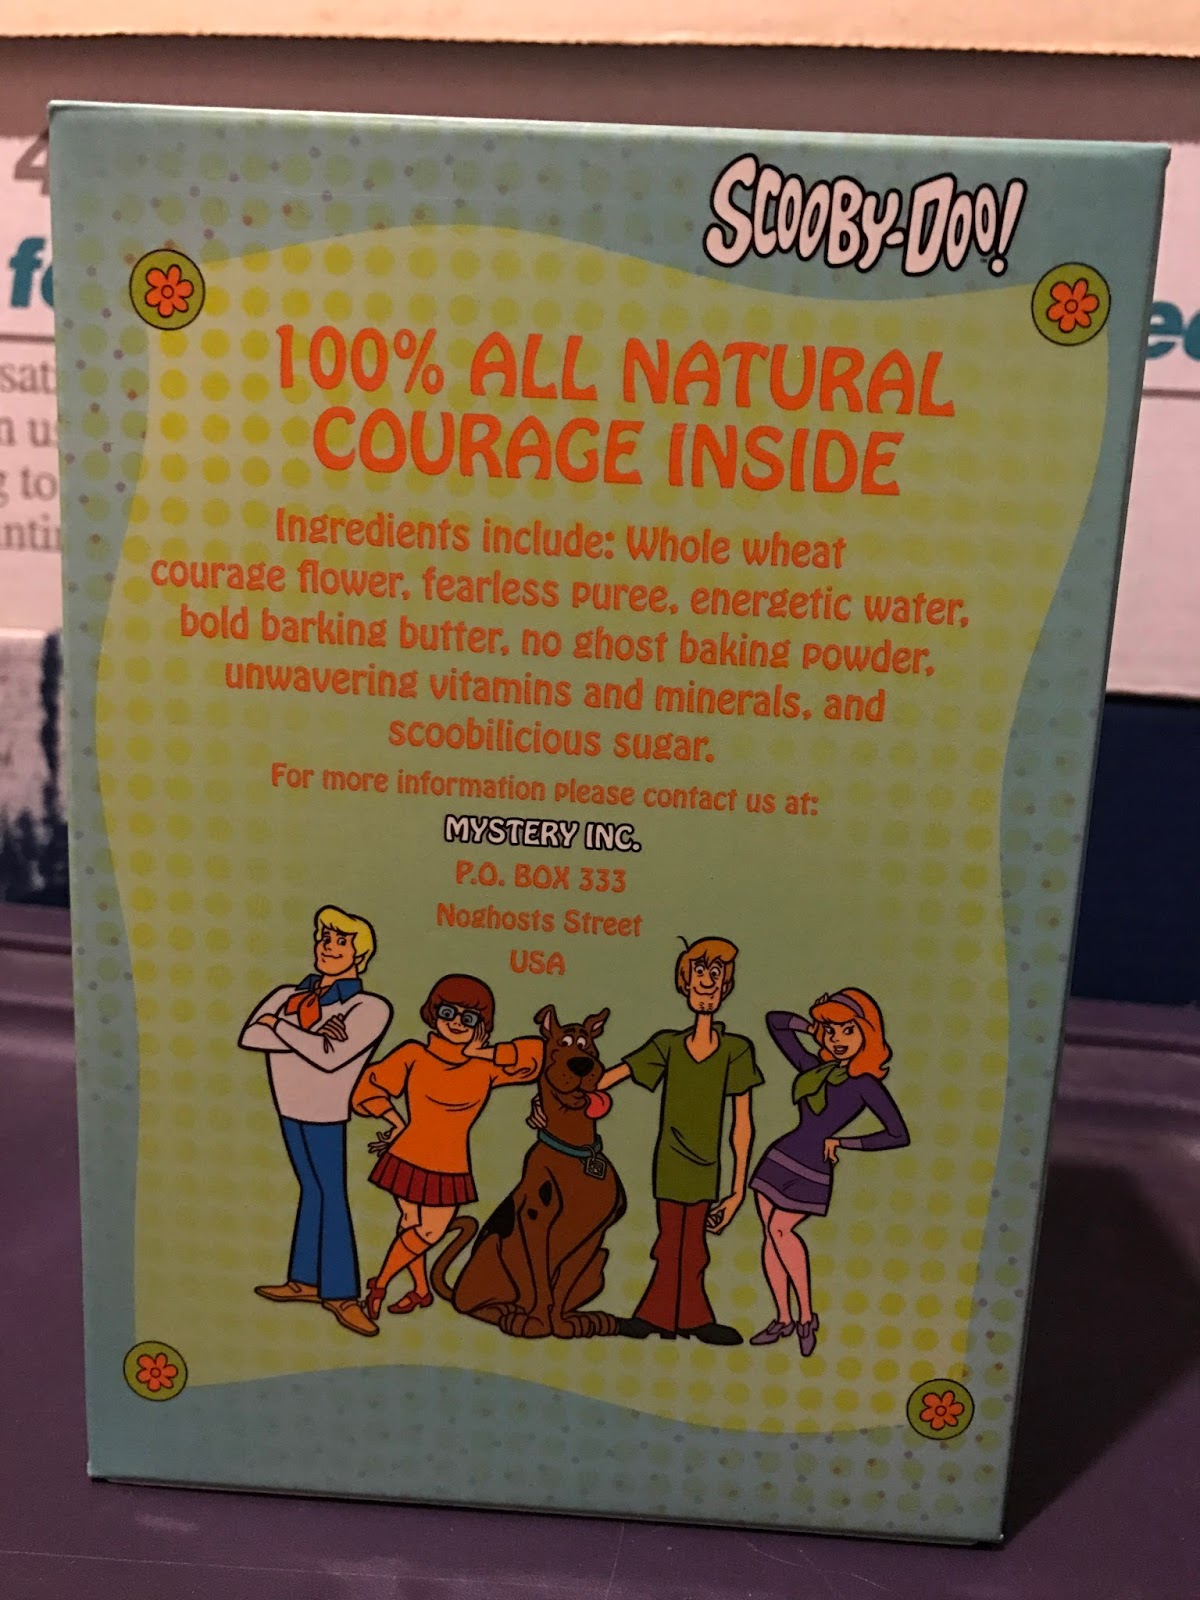 SCOOBY-DOO!
100% ALL NATURAL
COURAGE INSIDE
Ingredients include: Whole wheat
courage flower, fearless puree, energetic water,
bold barking butter, no ghost baking powder,
unwavering vitamins and minerals, and
scoobilicious sugar.
For more information please contact us at:
MYSTERY INC.
P.O. BOX 333
Noghosts Street
USA
4
to